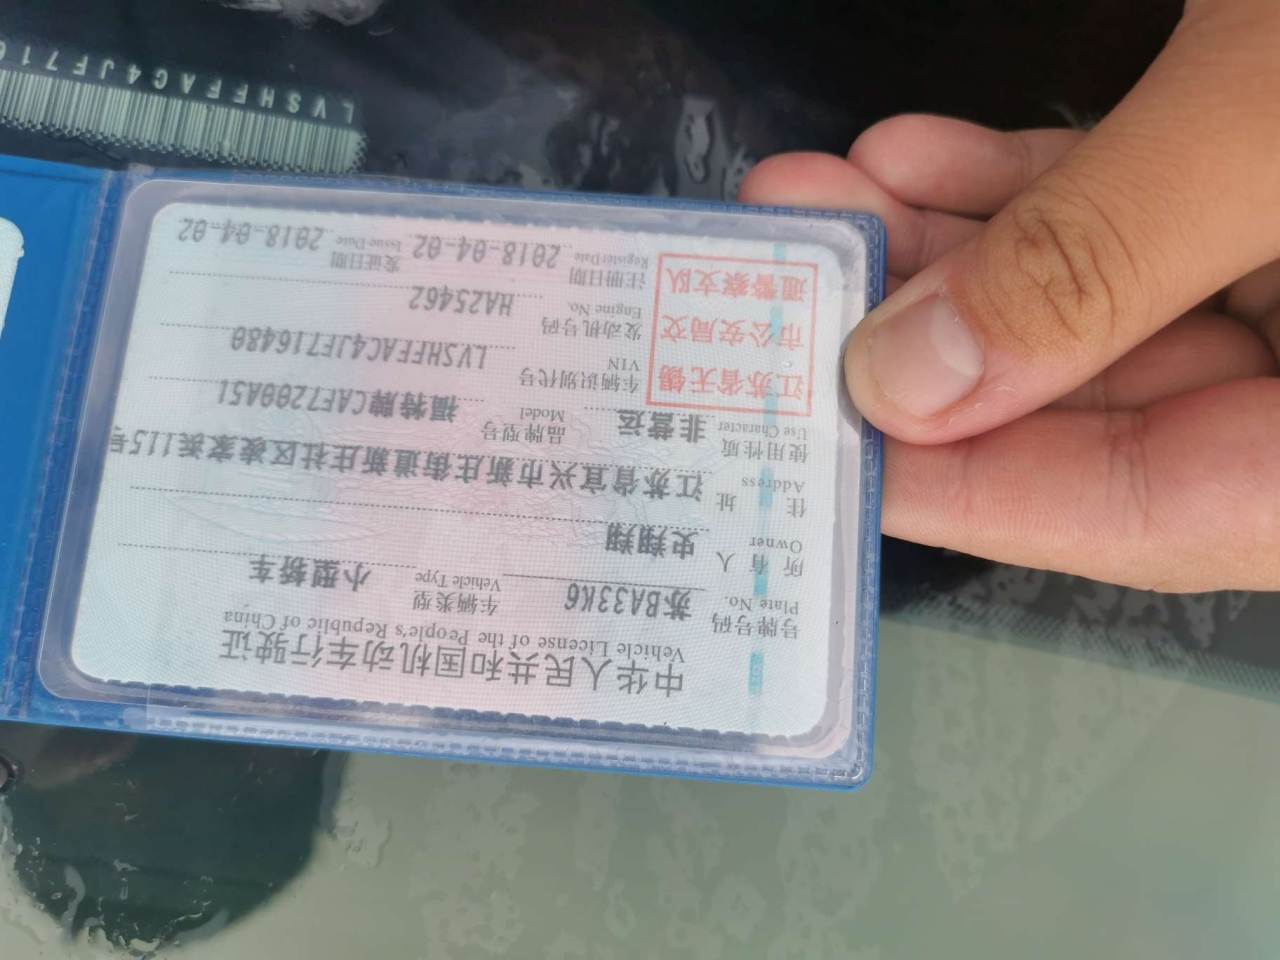 中华人民共和国机动车行驶证
Vehicle License of the People's Republic of China
号牌号码 苏BA33K6 车辆类型 小型轿车
Plate No. Vehicle Type
所有人 史翔翔
Owner
住址 江苏省宜兴市新庄街道新庄社区凌家浜115号
Address
使用性质 非营运 品牌型号 福特牌CAF7200A51
Use Character Model
江苏省无锡
市公安局交
通警察支队
车辆识别代号 LVSHFFAC4JF716480
VIN
发动机号码 HA25462
Engine No.
注册日期 2018-04-02 发证日期 2018-04-02
Register Date Issue Date
LVSHFFAC4JF716